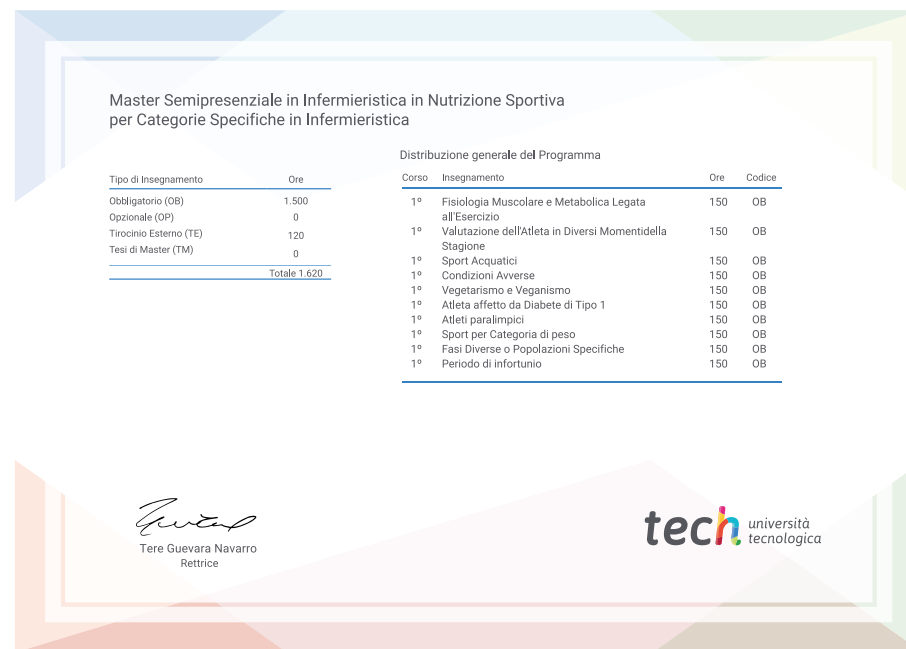 Master Semipresenziale in Infermieristica in Nutrizione Sportiva
per Categorie Specifiche in Infermieristica
Distribuzione generale del Programma
Tipo di Insegnamento Ore
Obbligatorio (OB) 1.500
Opzionale (OP) 0
Tirocinio Esterno (TE) 120
Tesi di Master (TM) 0
Totale 1.620
Corso Insegnamento Ore Codice
1º Fisiologia Muscolare e Metabolica Legata 150 OB
all'Esercizio
1º Valutazione dell'Atleta in Diversi Momentidella 150 OB
Stagione
1º Sport Acquatici 150 OB
1º Condizioni Avverse 150 OB
1º Vegetarismo e Veganismo 150 OB
1º Atleta affetto da Diabete di Tipo 1 150 OB
1º Atleti paralimpici 150 OB
1º Sport per Categoria di peso 150 OB
1º Fasi Diverse o Popolazioni Specifiche 150 OB
1º Periodo di infortunio 150 OB
Tere Guevara Navarro
Rettrice
tech università
tecnologica